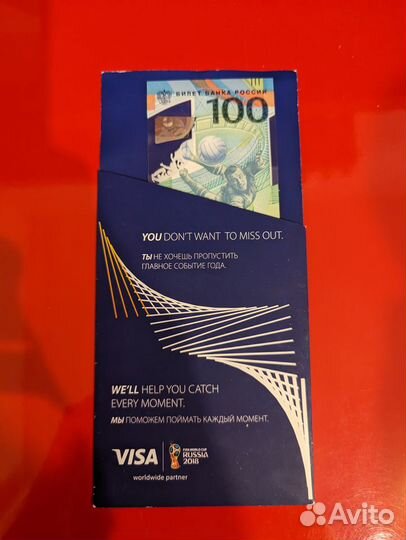 БИЛЕТ БАНКА РОССИИ
100
YOU DON'T WANT TO MISS OUT.
ТЫ НЕ ХОЧЕШЬ ПРОПУСТИТЬ
ГЛАВНОЕ СОБЫТИЕ ГОДА.
WE'LL HELP YOU CATCH
EVERY MOMENT.
МЫ ПОМОЖЕМ ПОЙМАТЬ КАЖДЫЙ МОМЕНТ.
VISA
worldwide partner
FIFA WORLD CUP
RUSSIA
2018
Avito